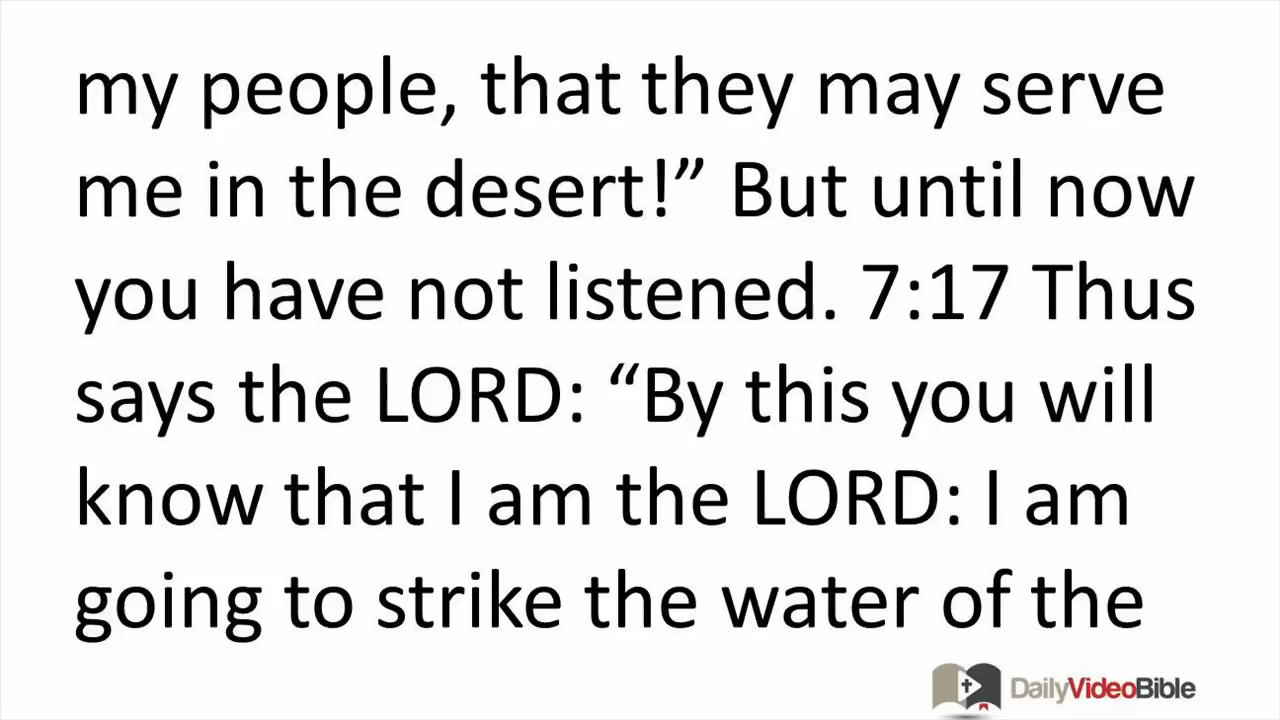 my people, that they may serve
me in the desert!” But until now
you have not listened. 7:17 Thus
says the LORD: “By this you will
know that I am the LORD: I am
going to strike the water of the
DailyVideoBible